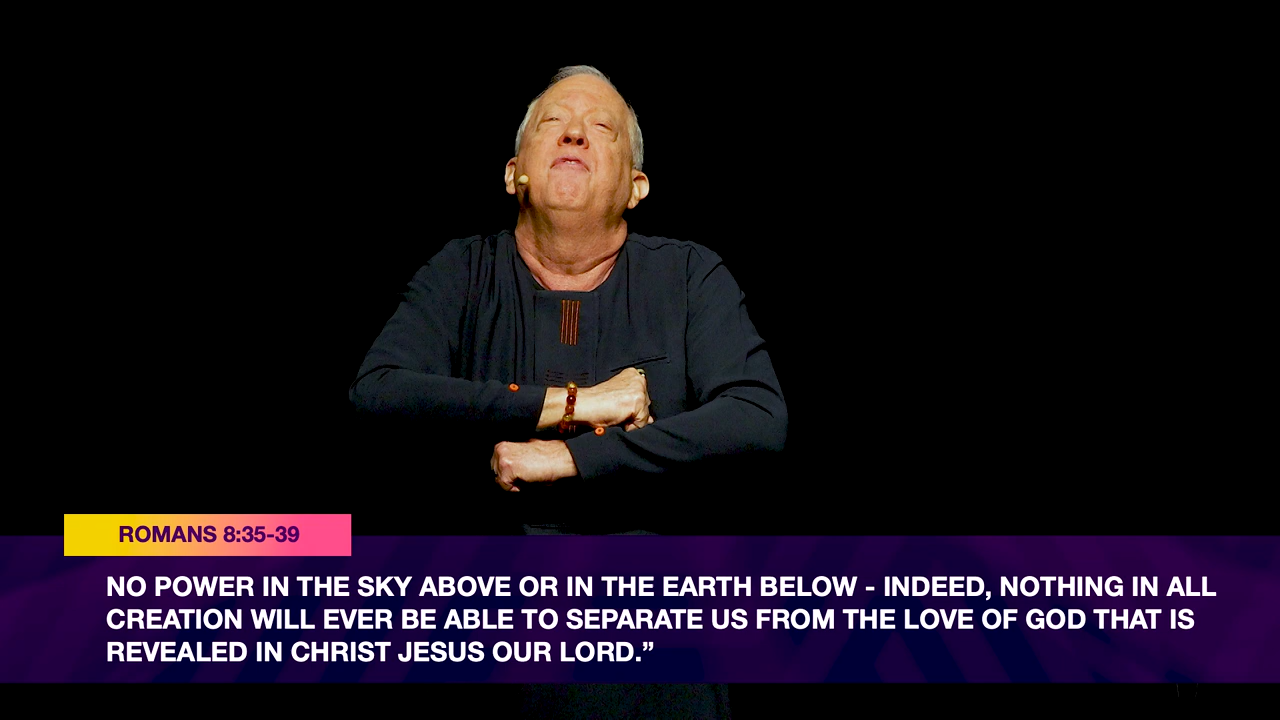 ROMANS 8:35-39
NO POWER IN THE SKY ABOVE OR IN THE EARTH BELOW - INDEED, NOTHING IN ALL
CREATION WILL EVER BE ABLE TO SEPARATE US FROM THE LOVE OF GOD THAT IS
REVEALED IN CHRIST JESUS OUR LORD.”